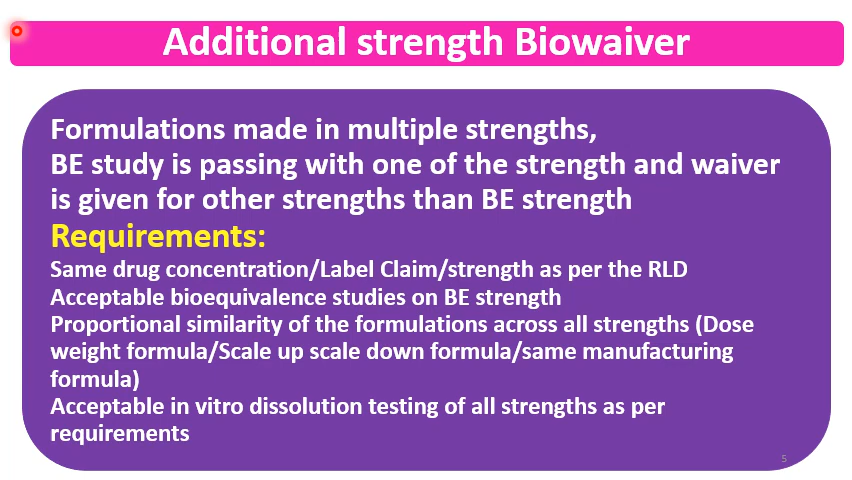 Additional strength Biowaiver
Formulations made in multiple strengths,
BE study is passing with one of the strength and waiver
is given for other strengths than BE strength
Requirements:
Same drug concentration/Label Claim/strength as per the RLD
Acceptable bioequivalence studies on BE strength
Proportional similarity of the formulations across all strengths (Dose
weight formula/Scale up scale down formula/same manufacturing
formula)
Acceptable in vitro dissolution testing of all strengths as per
requirements
5